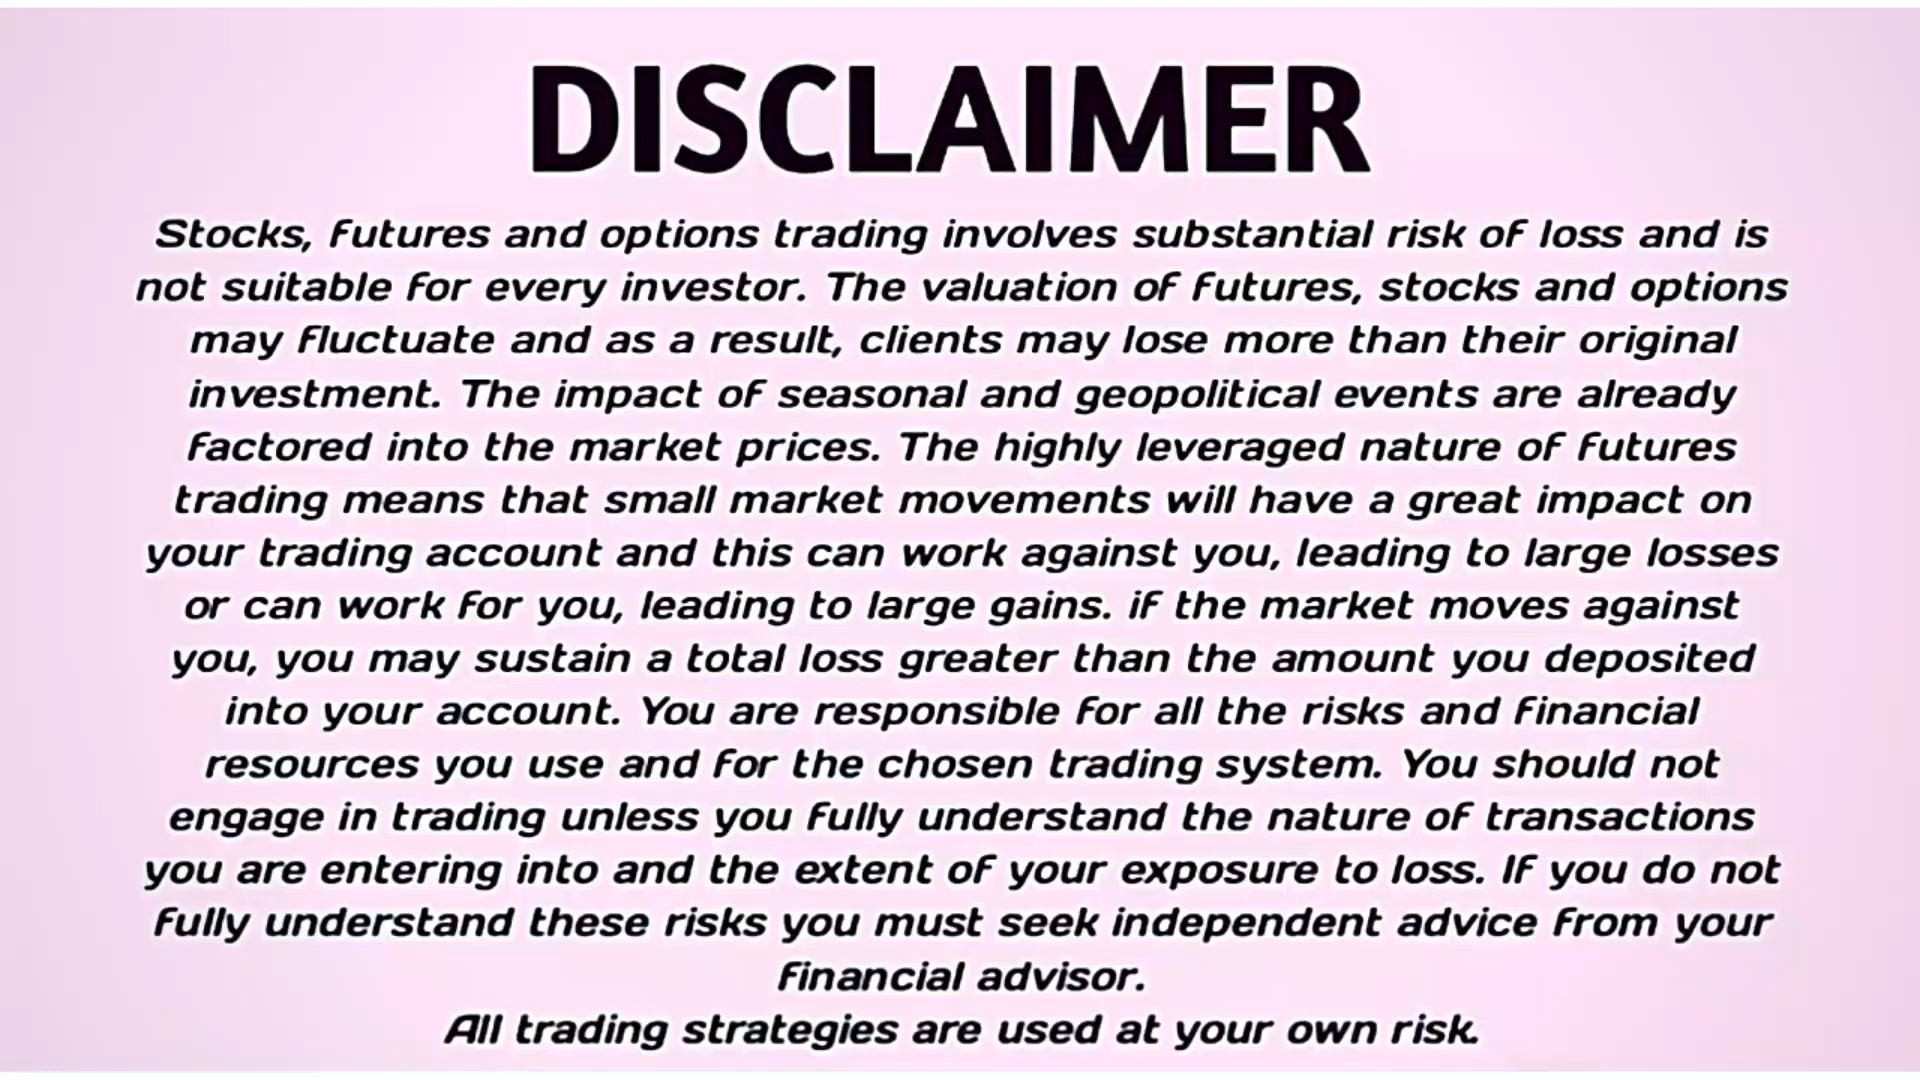 DISCLAIMER
Stocks, futures and options trading involves substantial risk of loss and is
not suitable for every investor. The valuation of futures, stocks and options
may fluctuate and as a result, clients may lose more than their original
investment. The impact of seasonal and geopolitical events are already
factored into the market prices. The highly leveraged nature of futures
trading means that small market movements will have a great impact on
your trading account and this can work against you, leading to large losses
or can work for you, leading to large gains. if the market moves against
you, you may sustain a total loss greater than the amount you deposited
into your account. You are responsible for all the risks and financial
resources you use and for the chosen trading system. You should not
engage in trading unless you fully understand the nature of transactions
you are entering into and the extent of your exposure to loss. If you do not
fully understand these risks you must seek independent advice from your
financial advisor.
All trading strategies are used at your own risk.